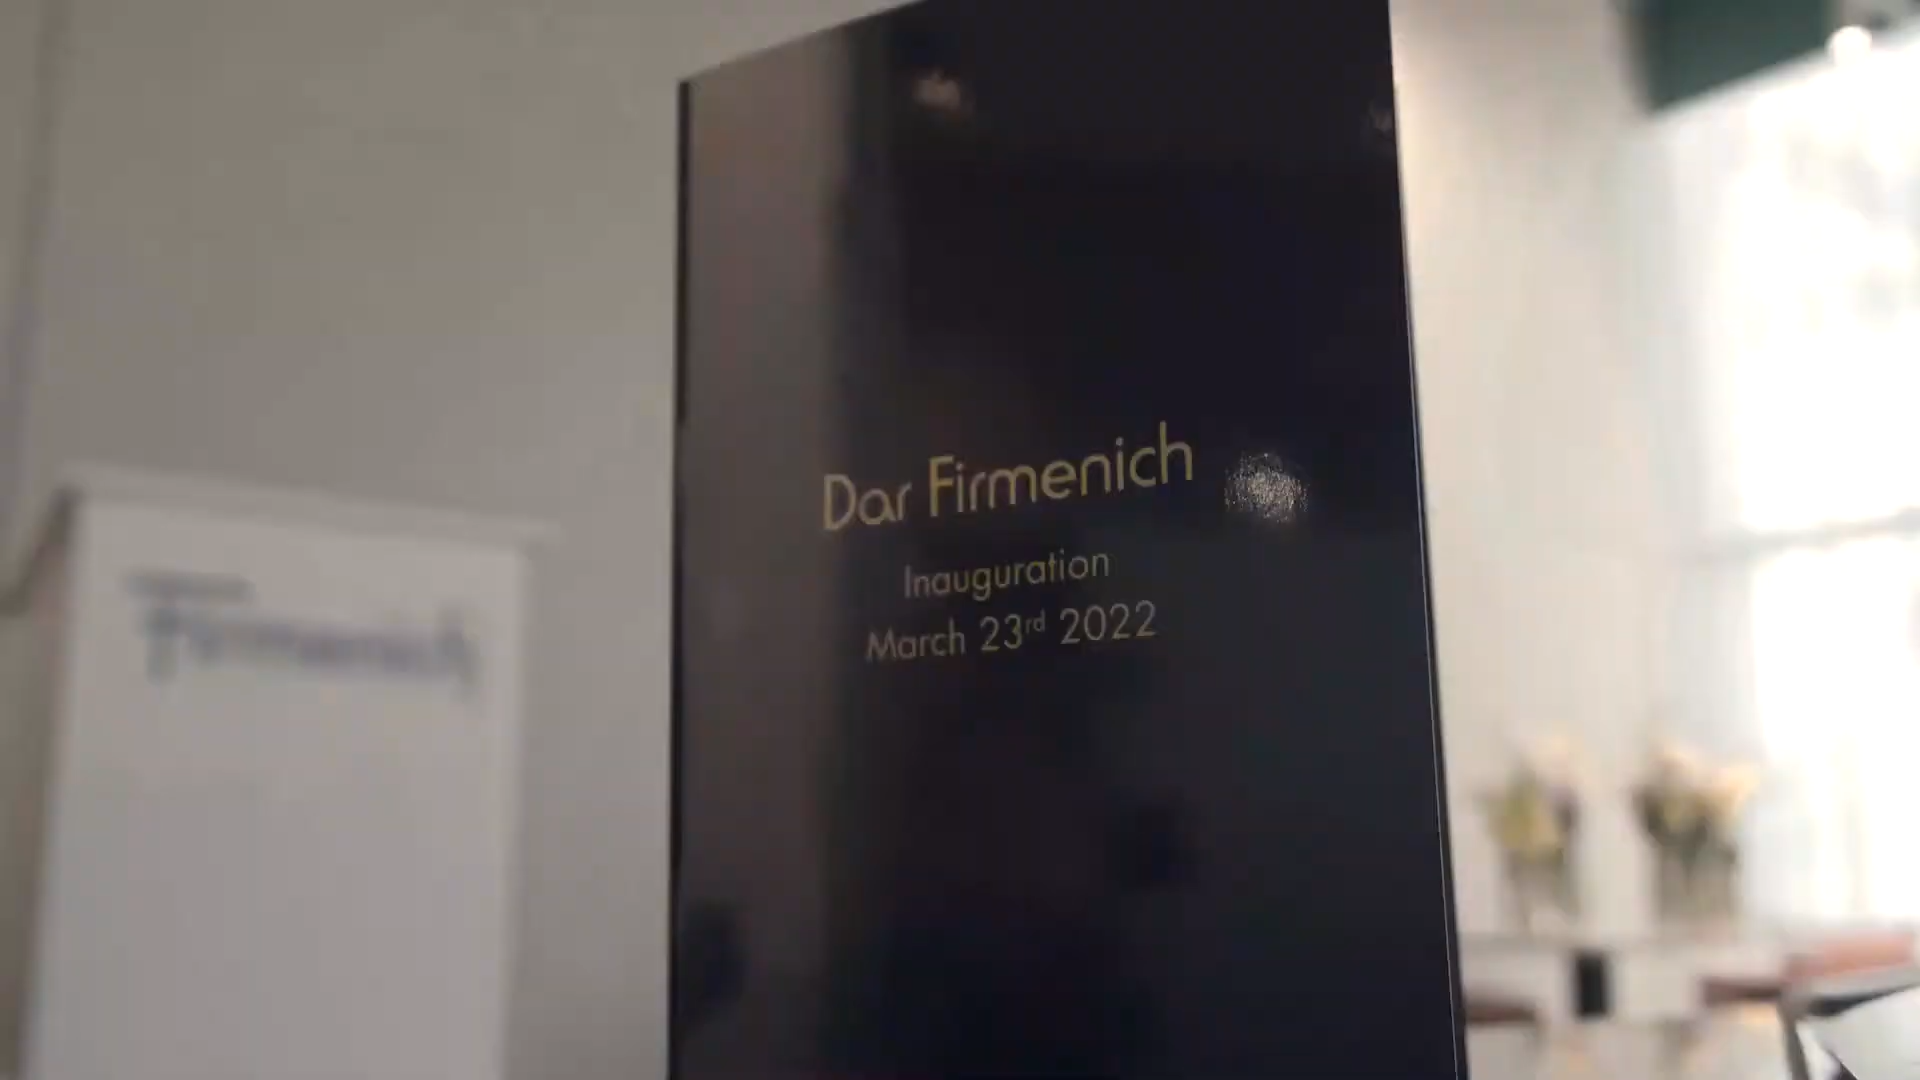 Dar Firmenich
Inauguration
March 23rd 2022
Firmenich